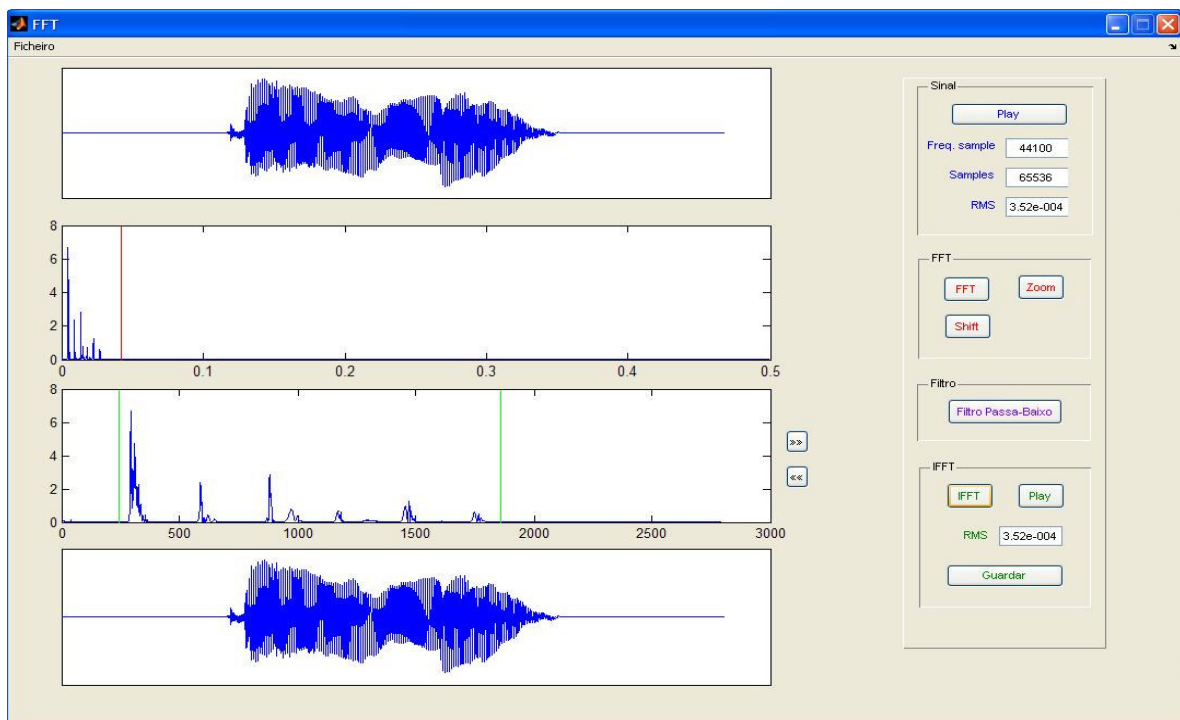 FFT
Ficheiro
8
6
4
2
0
0 0.1 0.2 0.3 0.4 0.5
8
6
4
2
0
0 500 1000 1500 2000 2500 3000
»»
««
Sinal
Play
Freq. sample 44100
Samples 65536
RMS 3.52e-004
FFT
FFT Zoom
Shift
Filtro
Filtro Passa-Baixo
IFFT
IFFT Play
RMS 3.52e-004
Guardar